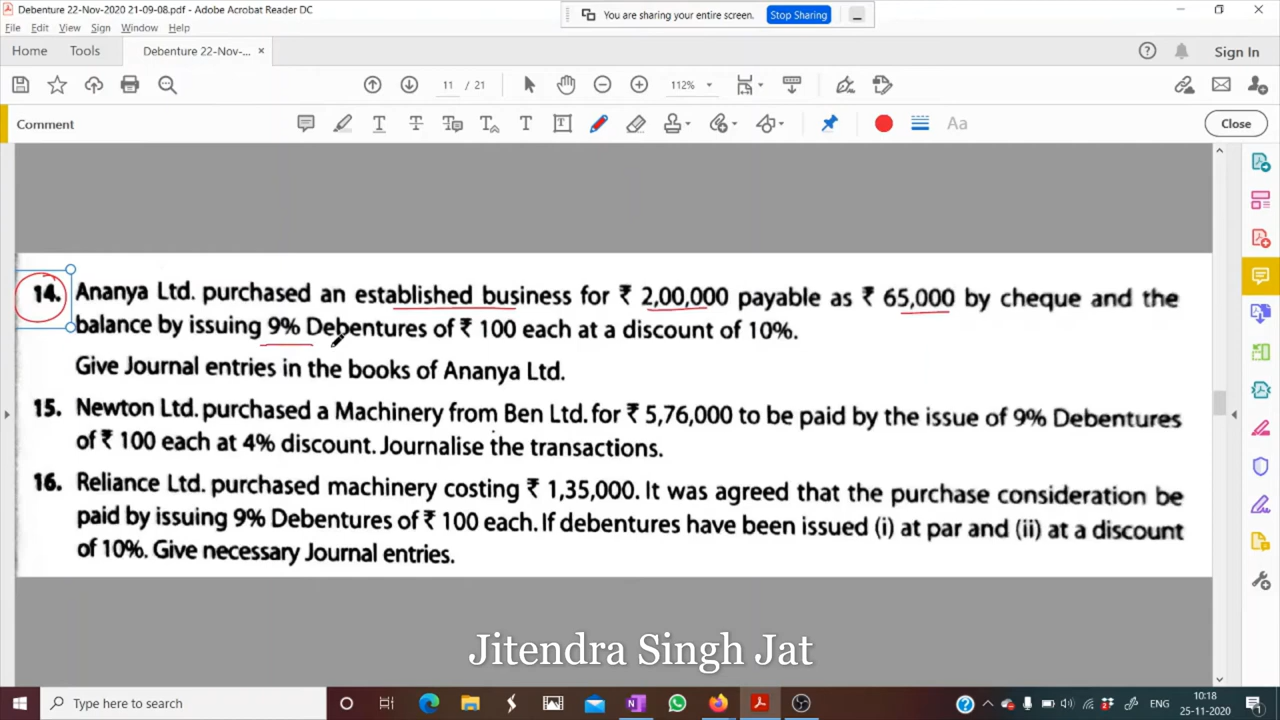 Debenture 22-Nov-2020 21-09-08.pdf - Adobe Acrobat Reader DC
You are sharing your entire screen.
Stop Sharing
File Edit View Sign Window Help
Home Tools Debenture 22-Nov-... × Sign In
11 / 21 112%
Comment Aa Close
14. Ananya Ltd. purchased an established business for ₹ 2,00,000 payable as ₹ 65,000 by cheque and the
balance by issuing 9% Debentures of ₹ 100 each at a discount of 10%.
Give Journal entries in the books of Ananya Ltd.
15. Newton Ltd. purchased a Machinery from Ben Ltd. for ₹ 5,76,000 to be paid by the issue of 9% Debentures
of ₹ 100 each at 4% discount. Journalise the transactions.
16. Reliance Ltd. purchased machinery costing ₹ 1,35,000. It was agreed that the purchase consideration be
paid by issuing 9% Debentures of ₹ 100 each. If debentures have been issued (i) at par and (ii) at a discount
of 10%. Give necessary Journal entries.
Jitendra Singh Jat
Type here to search
ENG
10:18
25-11-2020